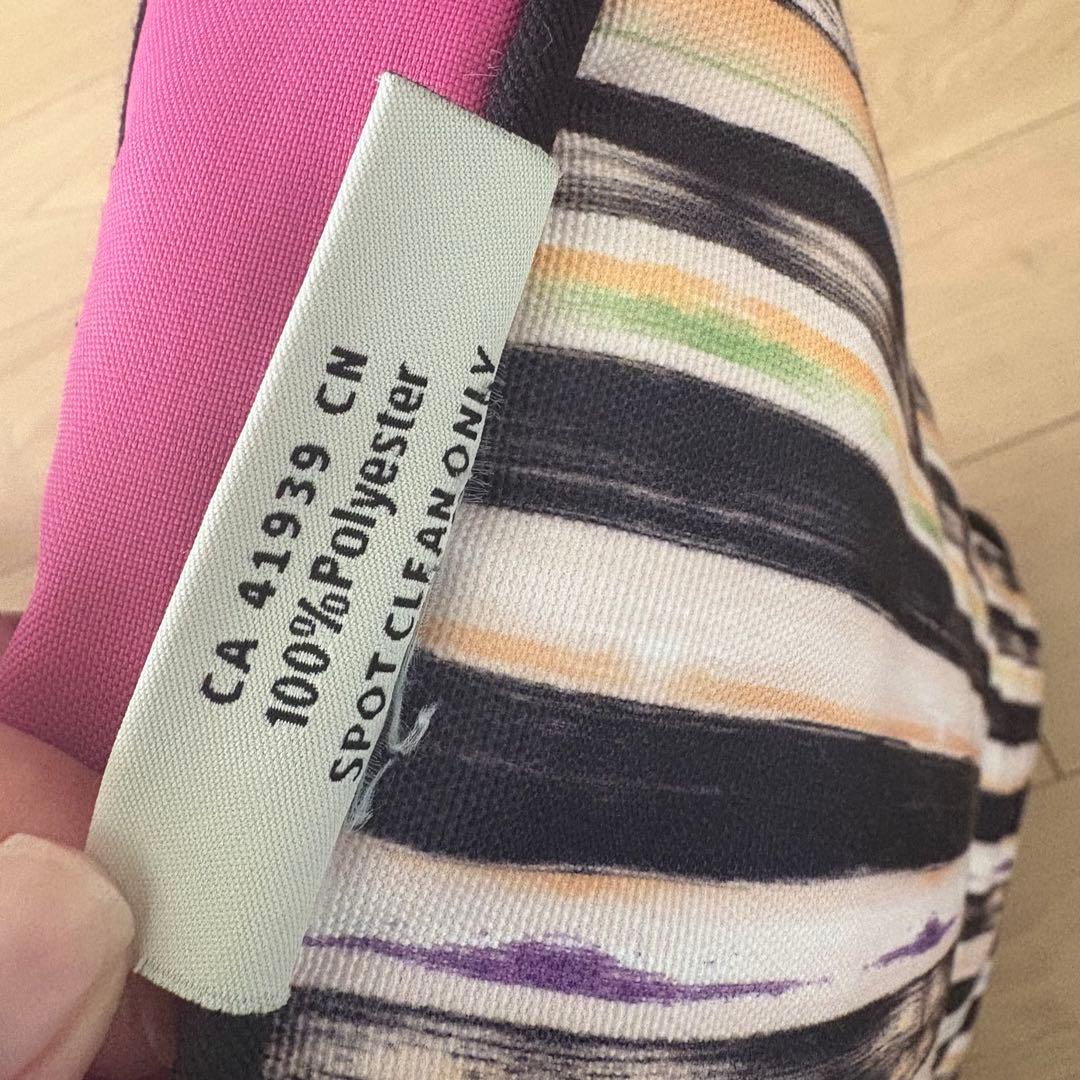 CA 41939 CN
100%Polyester
SPOT CLEAN ONLY